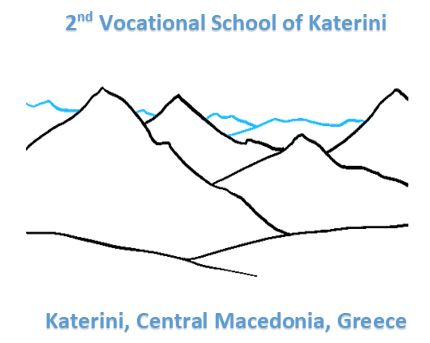 2nd Vocational School of Katerini
Katerini, Central Macedonia, Greece